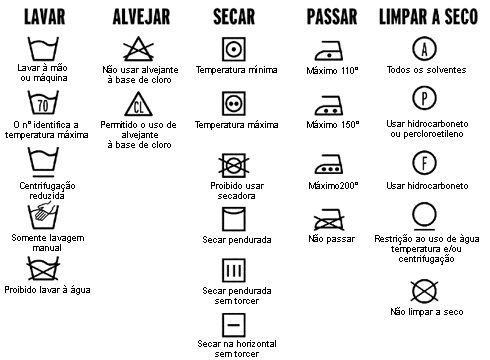 LAVAR
Lavar à mão
ou máquina
70
O nº identifica a
temperatura máxima
Centrifugação
reduzida
Somente lavagem
manual
Proibido lavar à água
ALVEJAR
Não usar alvejante
à base de cloro
CL
Permitido o uso de
alvejante
à base de cloro
SECAR
Temperatura mínima
Temperatura máxima
Proibido usar
secadora
Secar pendurada
Secar pendurada
sem torcer
Secar na horizontal
sem torcer
PASSAR
Máximo 110º
Máximo 150º
Máximo200º
Não passar
LIMPAR A SECO
A
Todos os solventes
P
Usar hidrocarboneto
ou percloroetileno
F
Usar hidrocarboneto
Restrição ao uso de àgua
temperatura e/ou
centrifugação
Não limpar a seco